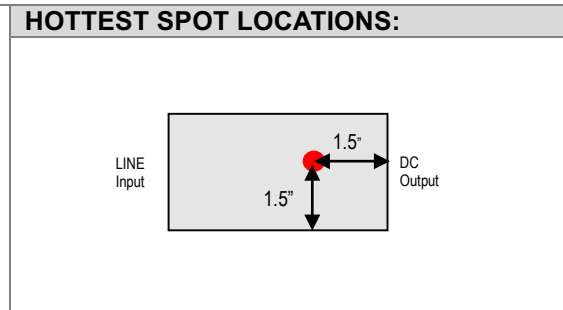 HOTTEST SPOT LOCATIONS:
1.5”
LINE
Input
DC
Output
1.5”